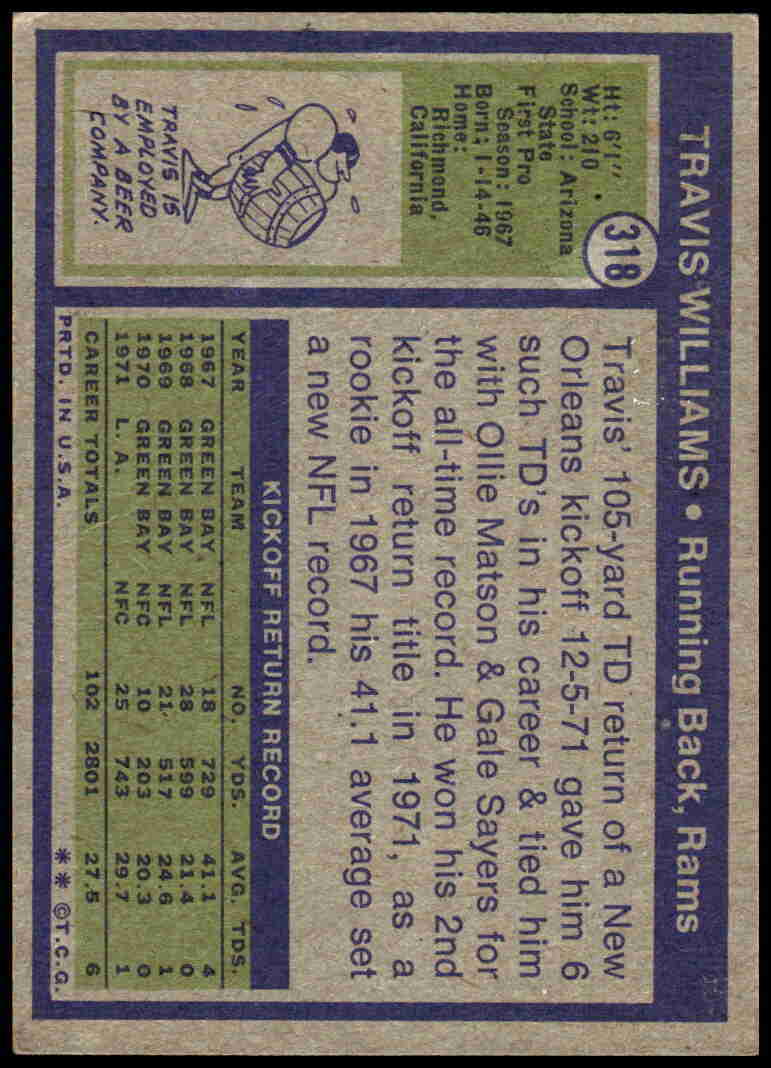 TRAVIS WILLIAMS • Running Back, Rams
318
Ht: 6'1"
Wt: 210
School: Arizona
State
First Pro
Season: 1967
Born: 1-14-46
Home:
Richmond,
California
TRAVIS IS
EMPLOYED
BY A BEER
COMPANY.
Travis' 105-yard TD return of a New
Orleans kickoff 12-5-71 gave him 6
such TD's in his career & tied him
with Ollie Matson & Gale Sayers for
the all-time record. He won his 2nd
kickoff return title in 1971, as a
rookie in 1967 his 41.1 average set
a new NFL record.
KICKOFF RETURN RECORD
YEAR TEAM NO. YDS. AVG. TDS.
1967 GREEN BAY NFL 18 729 41.1 4
1968 GREEN BAY NFL 28 599 21.4 0
1969 GREEN BAY NFL 21 517 24.6 1
1970 GREEN BAY NFC 10 203 20.3 0
1971 L. A. NFC 25 743 29.7 1
CAREER TOTALS 102 2801 27.5 6
PRTD. IN U.S.A. ** ©T.C.G.